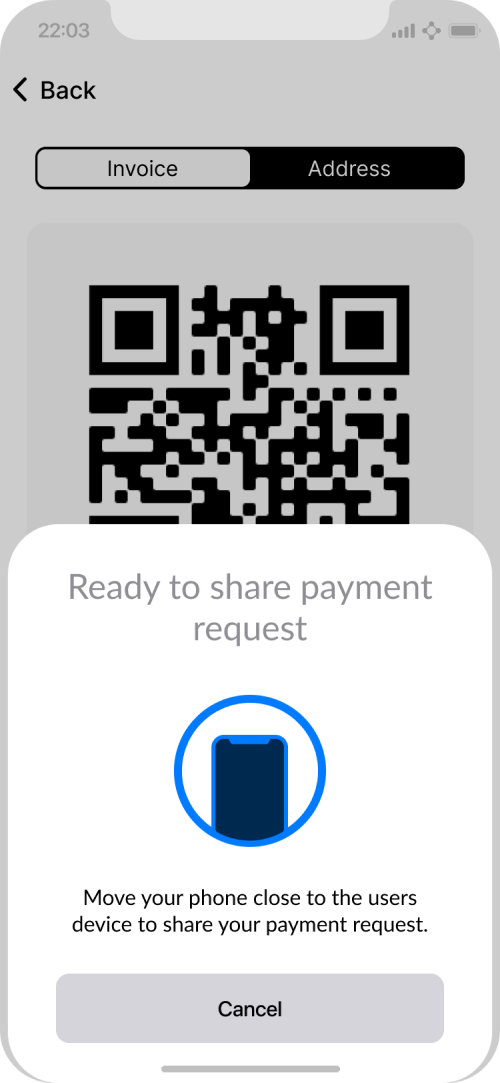 22:03
Back
Invoice
Address
Ready to share payment
request
Move your phone close to the users
device to share your payment request.
Cancel